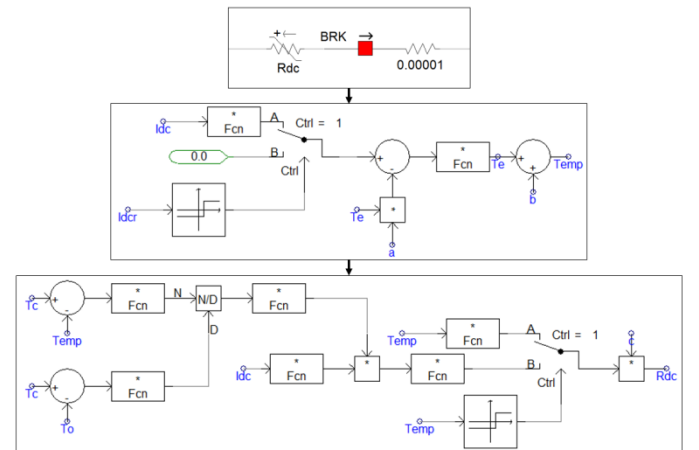 + BRK
Rdc 0.00001
* Fcn A Ctrl = 1
Idc
0.0 B
Ctrl + - * Fcn Te + + Temp
b
Idcr Te *
a
Tc + - * Fcn N N/D * Fcn
Temp D
Temp * Fcn A Ctrl = 1 c
Idc * Fcn * * Fcn B Ctrl * Rdc
Tc + - * Fcn
To
Temp